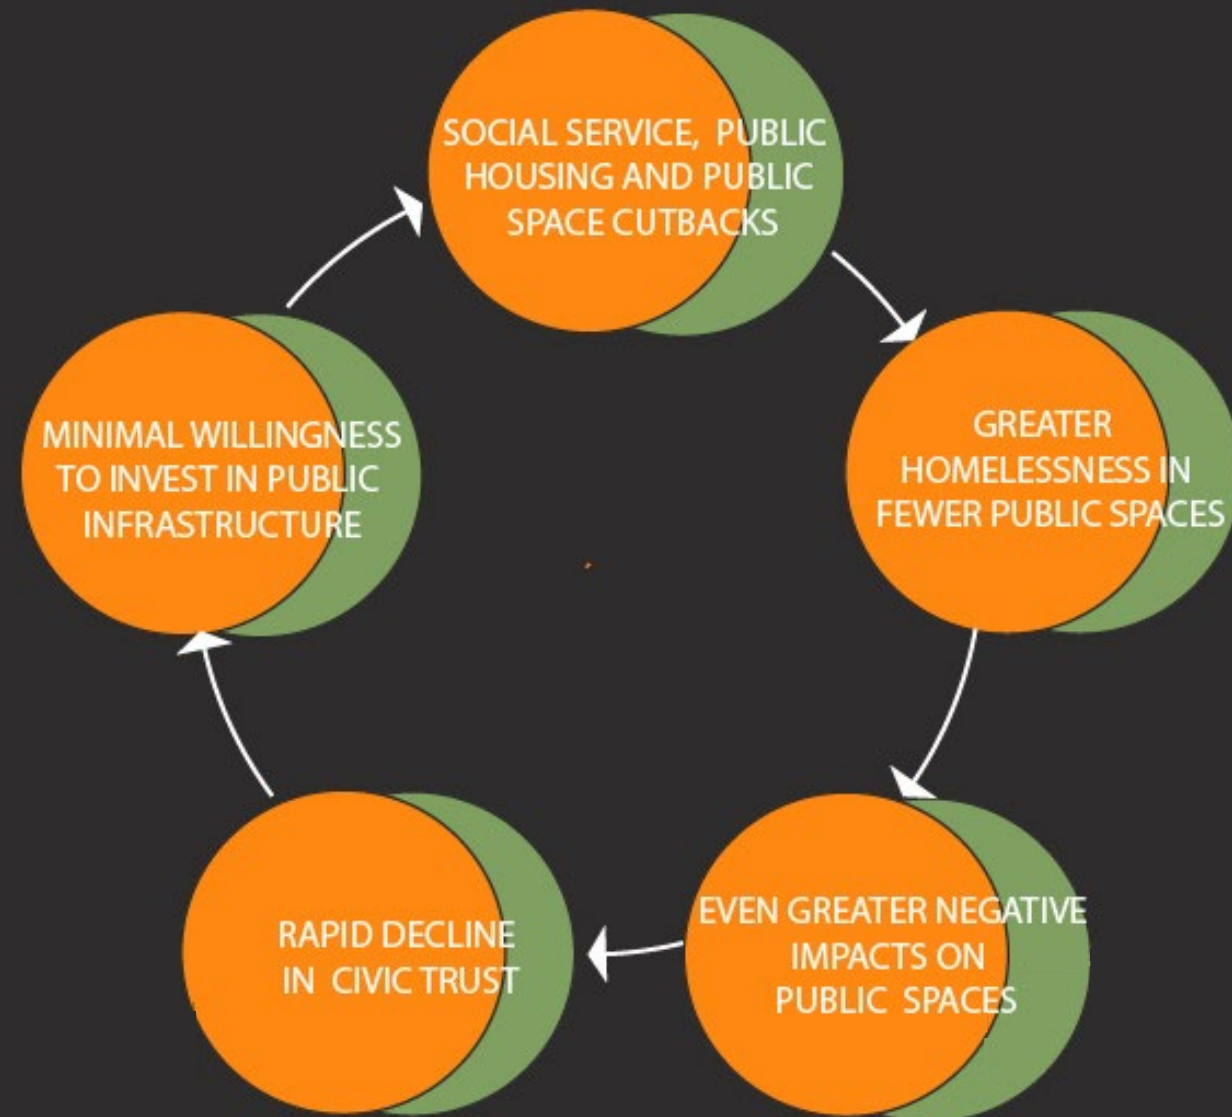 SOCIAL SERVICE, PUBLIC
HOUSING AND PUBLIC
SPACE CUTBACKS
GREATER
HOMELESSNESS IN
FEWER PUBLIC SPACES
EVEN GREATER NEGATIVE
IMPACTS ON
PUBLIC SPACES
RAPID DECLINE
IN CIVIC TRUST
MINIMAL WILLINGNESS
TO INVEST IN PUBLIC
INFRASTRUCTURE